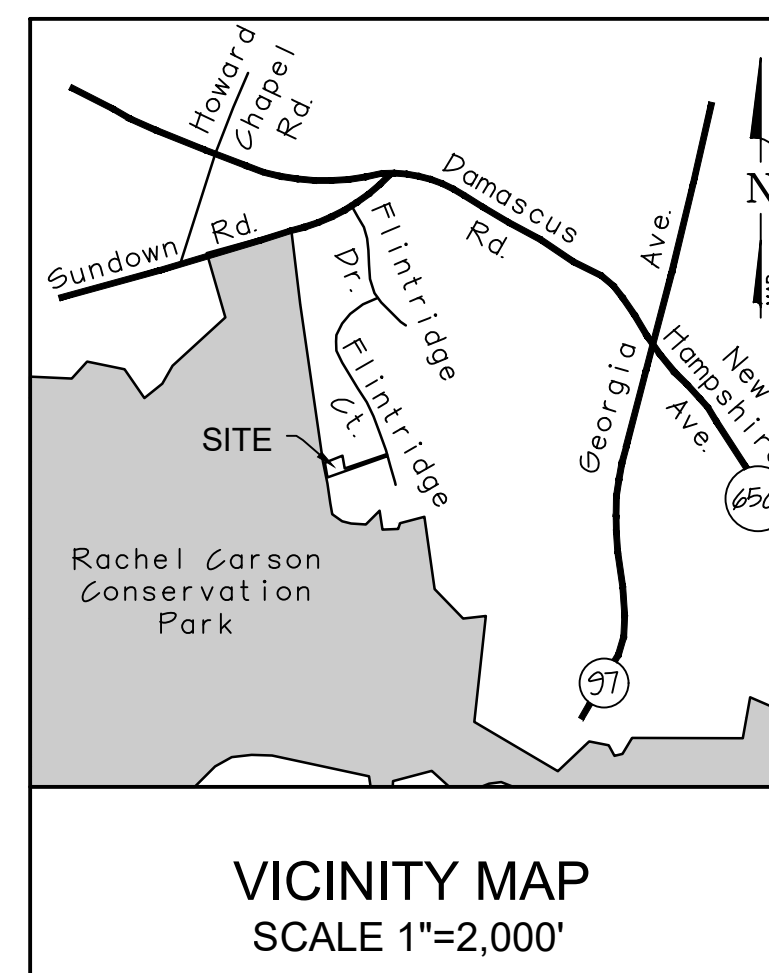 Howard
Chapel
Rd.
Damascus
Rd.
N
Sundown Rd.
Flintridge
Dr.
Ave.
Georgia
New
Hampshire
Ave.
Flintridge
Ct.
SITE
650
Rachel Carson
Conservation
Park
97
VICINITY MAP
SCALE 1"=2,000'